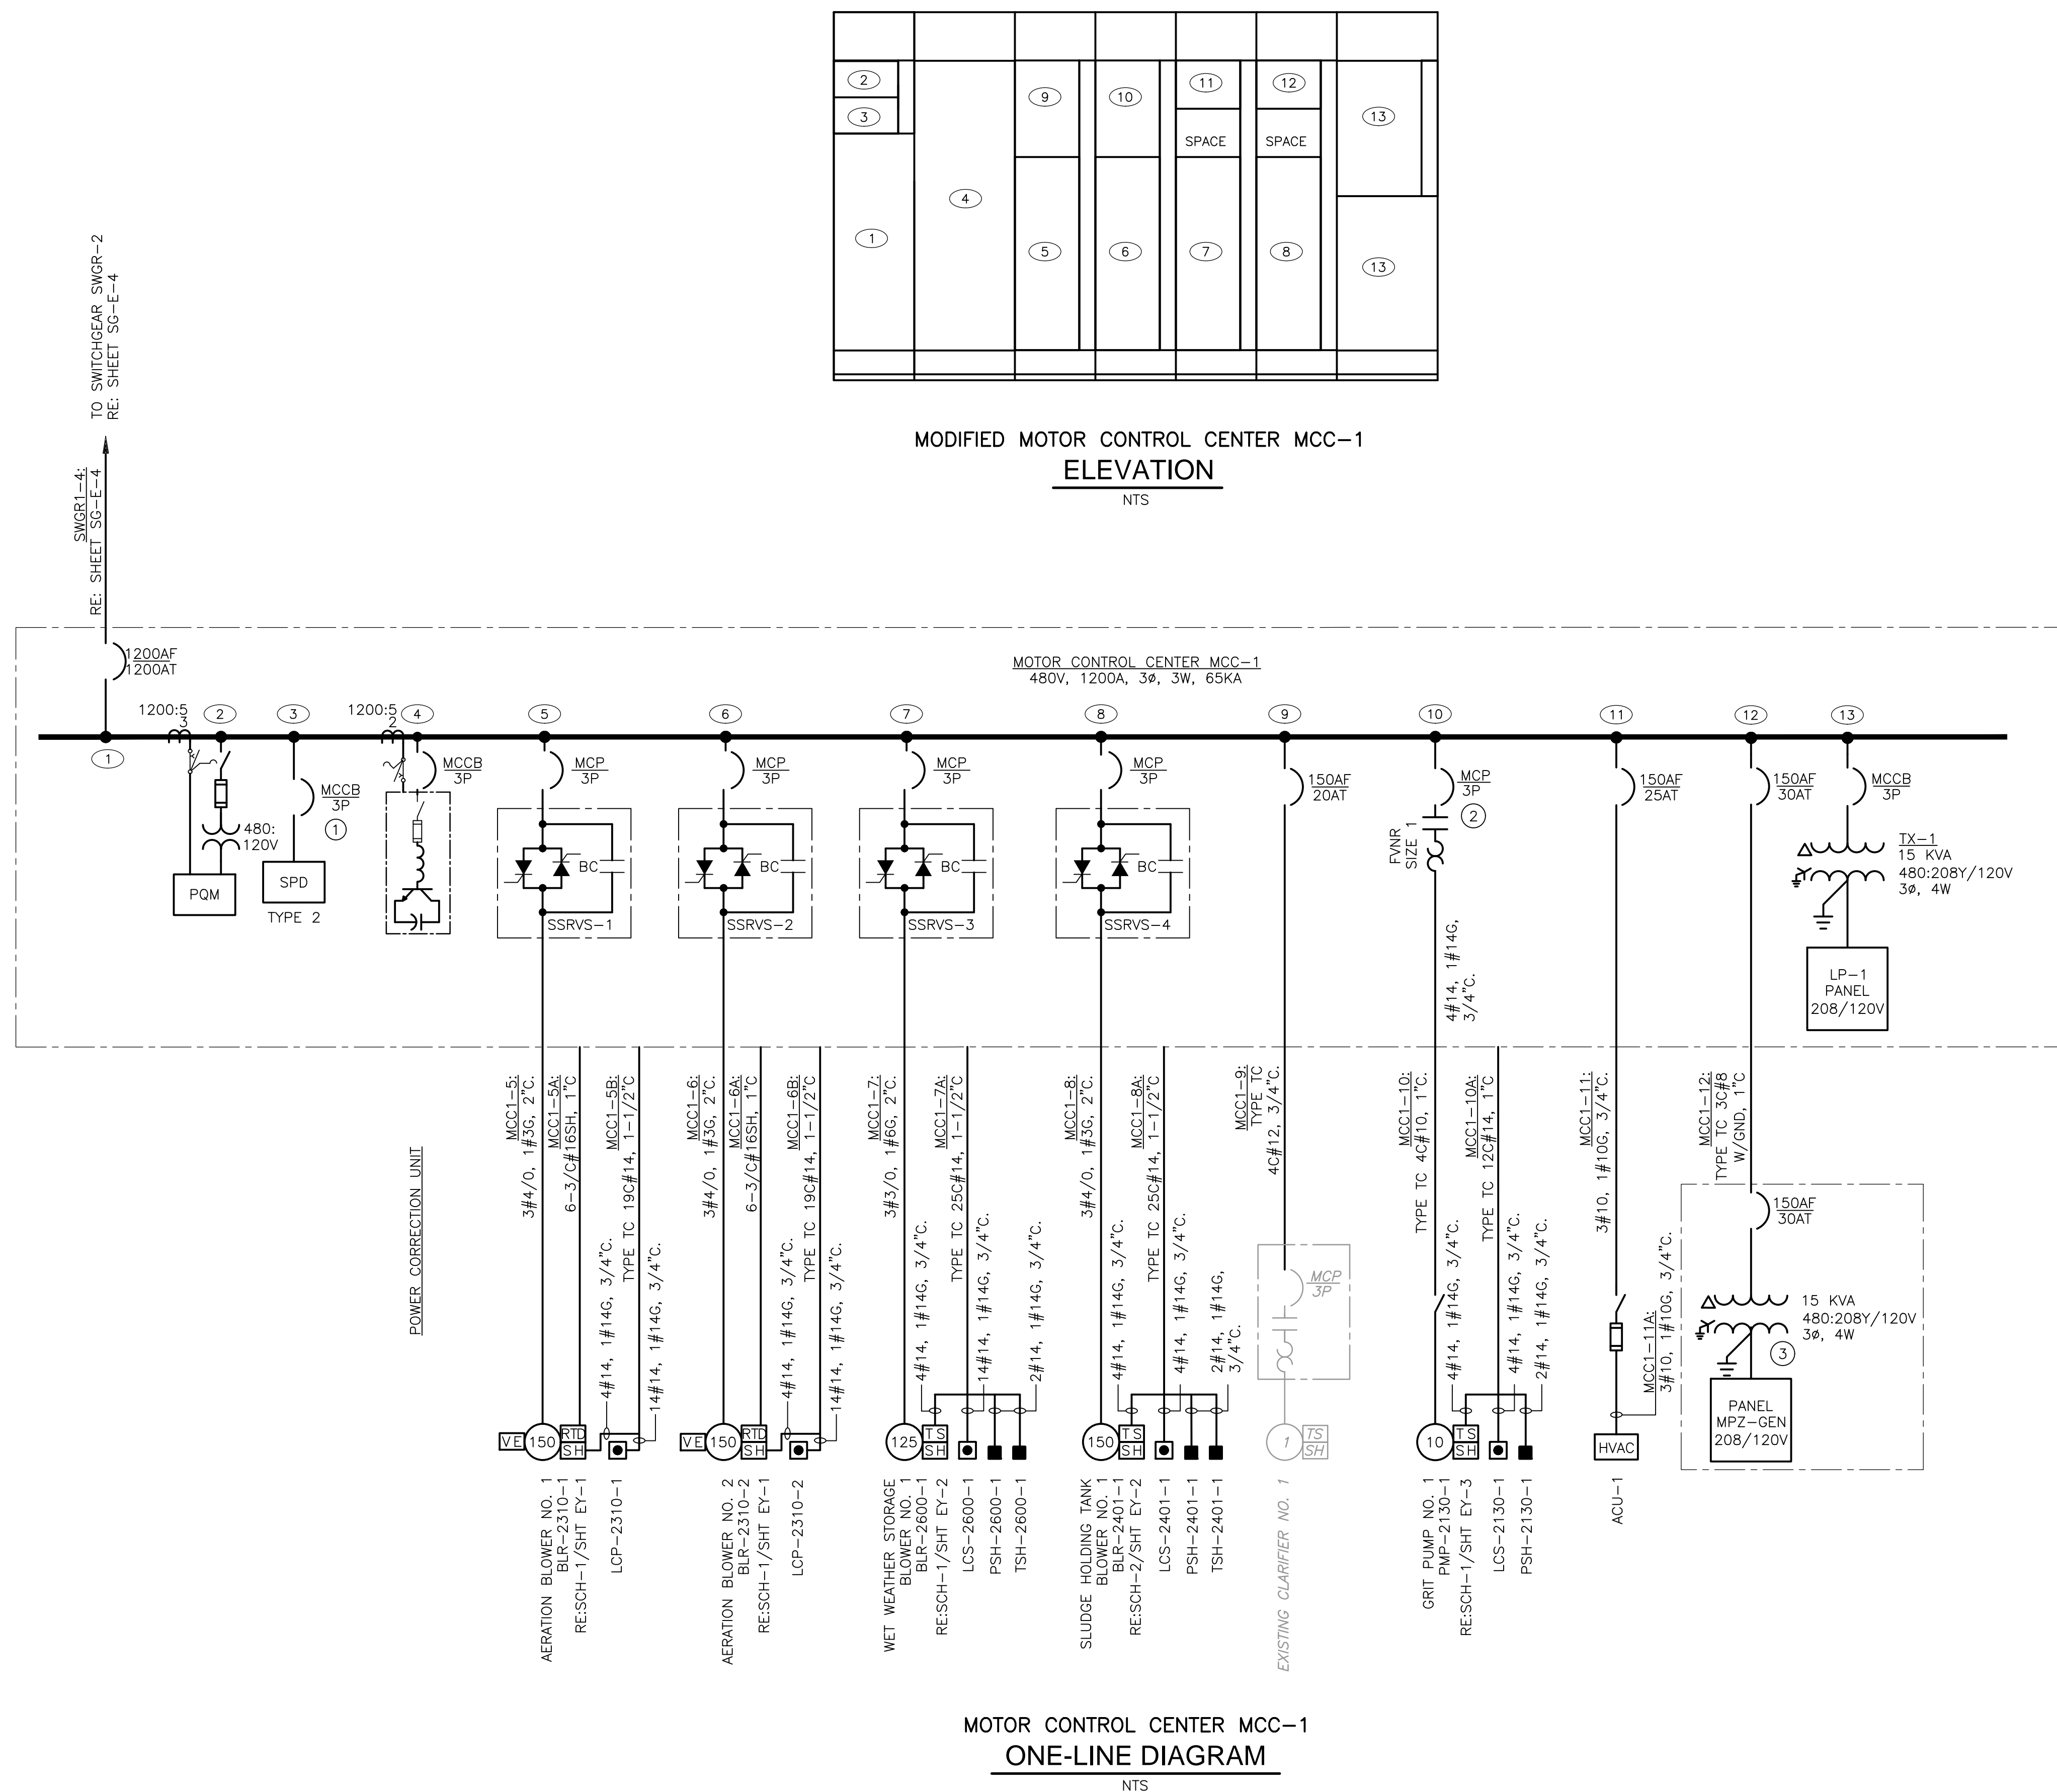 2
3
1
4
9
5
10
6
11
SPACE
7
12
SPACE
8
13
13
MODIFIED MOTOR CONTROL CENTER MCC-1
ELEVATION
NTS
TO SWITCHGEAR SWGR-2
RE: SHEET SG-E-4
SWGR1-4:
RE: SHEET SG-E-4
1200AF
1200AT
MOTOR CONTROL CENTER MCC-1
480V, 1200A, 3ø, 3W, 65KA
1
1200:5
3
2
480:
120V
PQM
3
MCCB
3P
1
SPD
TYPE 2
1200:5
2
4
MCCB
3P
5
MCP
3P
BC
SSRVS-1
6
MCP
3P
BC
SSRVS-2
7
MCP
3P
BC
SSRVS-3
8
MCP
3P
BC
SSRVS-4
9
150AF
20AT
10
MCP
3P
2
FVNR
SIZE 1
4#14, 1#14G,
3/4"C.
11
150AF
25AT
12
150AF
30AT
13
MCCB
3P
TX-1
15 KVA
480:208Y/120V
3ø, 4W
LP-1
PANEL
208/120V
POWER CORRECTION UNIT
MCC1-5:
3#4/0, 1#3G, 2"C.
MCC1-5A:
6-3/C#16SH, 1"C
MCC1-5B:
TYPE TC 19C#14, 1-1/2"C
4#14, 1#14G, 3/4"C.
14#14, 1#14G, 3/4"C.
VE
150
RTD
SH
AERATION BLOWER NO. 1
BLR-2310-1
RE:SCH-1/SHT EY-1
LCP-2310-1
MCC1-6:
3#4/0, 1#3G, 2"C.
MCC1-6A:
6-3/C#16SH, 1"C
MCC1-6B:
TYPE TC 19C#14, 1-1/2"C
4#14, 1#14G, 3/4"C.
14#14, 1#14G, 3/4"C.
VE
150
RTD
SH
AERATION BLOWER NO. 2
BLR-2310-2
RE:SCH-1/SHT EY-1
LCP-2310-2
MCC1-7:
3#3/0, 1#6G, 2"C.
MCC1-7A:
TYPE TC 25C#14, 1-1/2"C
4#14, 1#14G, 3/4"C.
14#14, 1#14G, 3/4"C.
2#14, 1#14G, 3/4"C.
125
TS
SH
WET WEATHER STORAGE
BLOWER NO. 1
BLR-2600-1
RE:SCH-1/SHT EY-2
LCS-2600-1
PSH-2600-1
TSH-2600-1
MCC1-8:
3#4/0, 1#3G, 2"C.
MCC1-8A:
TYPE TC 25C#14, 1-1/2"C
4#14, 1#14G, 3/4"C.
4#14, 1#14G, 3/4"C.
2#14, 1#14G,
3/4"C.
150
TS
SH
SLUDGE HOLDING TANK
BLOWER NO. 1
BLR-2401-1
RE:SCH-2/SHT EY-2
LCS-2401-1
PSH-2401-1
TSH-2401-1
MCC1-9:
TYPE TC
4C#12, 3/4"C.
MCP
3P
1
TS
SH
EXISTING CLARIFIER NO. 1
MCC1-10:
TYPE TC 4C#10, 1"C.
MCC1-10A:
TYPE TC 12C#14, 1"C
4#14, 1#14G, 3/4"C.
4#14, 1#14G, 3/4"C.
2#14, 1#14G, 3/4"C.
10
TS
SH
GRIT PUMP NO. 1
PMP-2130-1
RE:SCH-1/SHT EY-3
LCS-2130-1
PSH-2130-1
MCC1-11:
3#10, 1#10G, 3/4"C.
MCC1-11A:
3#10, 1#10G, 3/4"C.
HVAC
ACU-1
MCC1-12:
TYPE TC 3C#8
W/GND, 1"C
150AF
30AT
15 KVA
480:208Y/120V
3ø, 4W
3
PANEL
MPZ-GEN
208/120V
MOTOR CONTROL CENTER MCC-1
ONE-LINE DIAGRAM
NTS